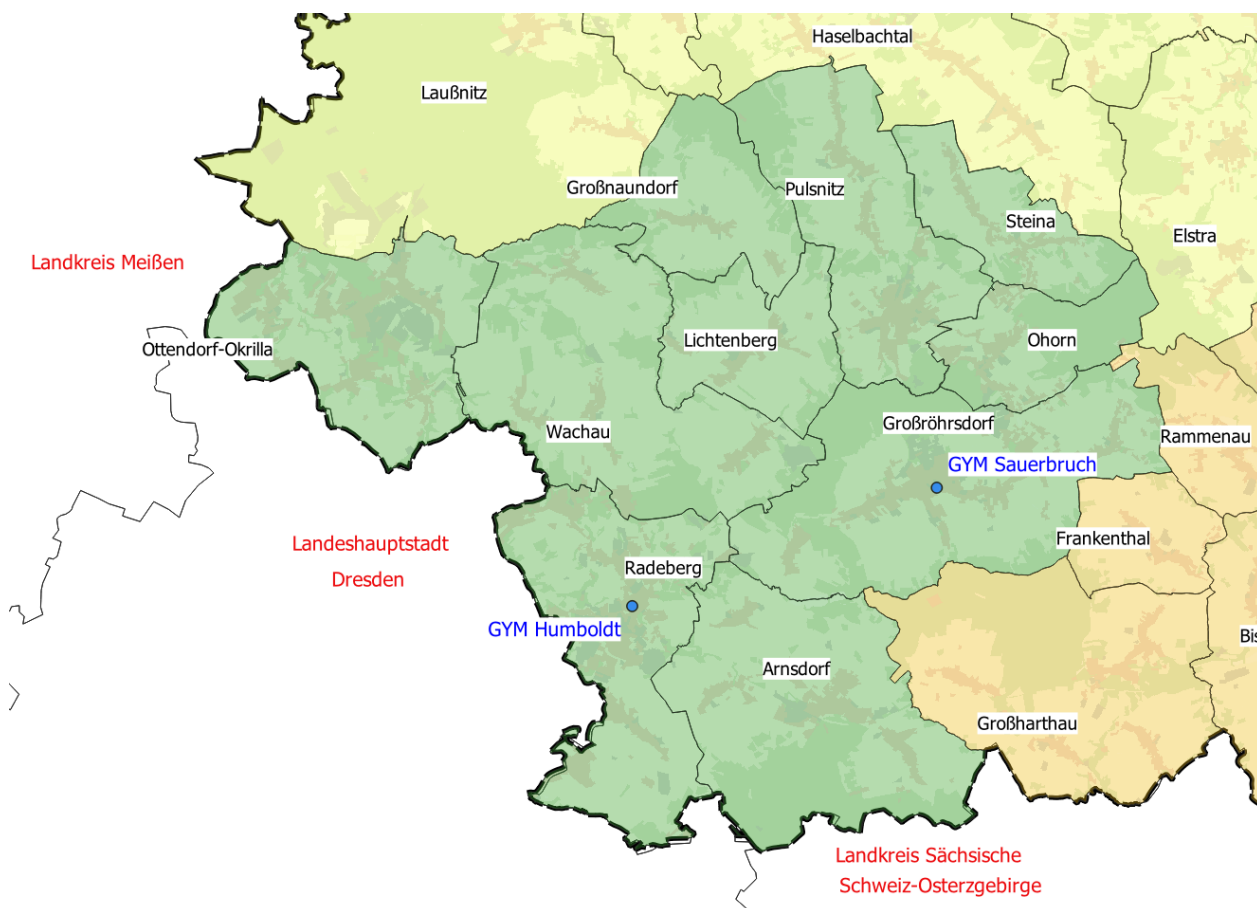 Haselbachtal
Laußnitz
Großnaundorf
Pulsnitz
Steina
Elstra
Landkreis Meißen
Ottendorf-Okrilla
Lichtenberg
Ohorn
Wachau
Großröhrsdorf
Rammenau
GYM Sauerbruch
Landeshauptstadt
Dresden
Frankenthal
Radeberg
GYM Humboldt
Bis
Arnsdorf
Großharthau
Landkreis Sächsische
Schweiz-Osterzgebirge